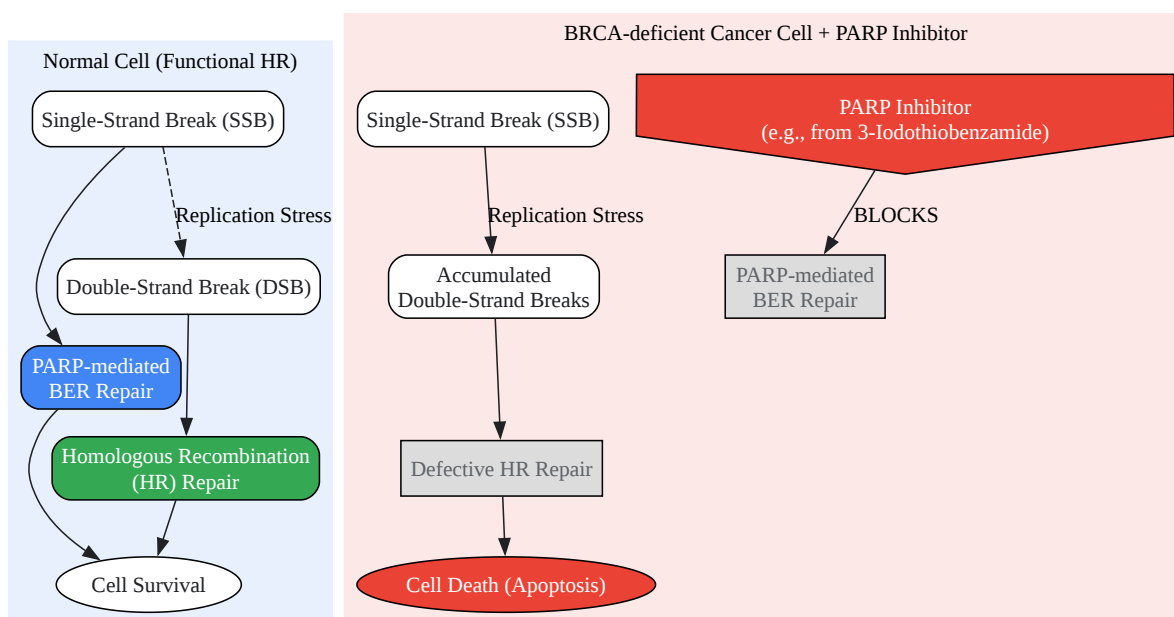 Normal Cell (Functional HR)
Single-Strand Break (SSB)
Replication Stress
Double-Strand Break (DSB)
PARP-mediated
BER Repair
Homologous Recombination
(HR) Repair
Cell Survival
BRCA-deficient Cancer Cell + PARP Inhibitor
Single-Strand Break (SSB)
Replication Stress
Accumulated
Double-Strand Breaks
Defective HR Repair
Cell Death (Apoptosis)
PARP Inhibitor
(e.g., from 3-Iodothiobenzamide)
BLOCKS
PARP-mediated
BER Repair